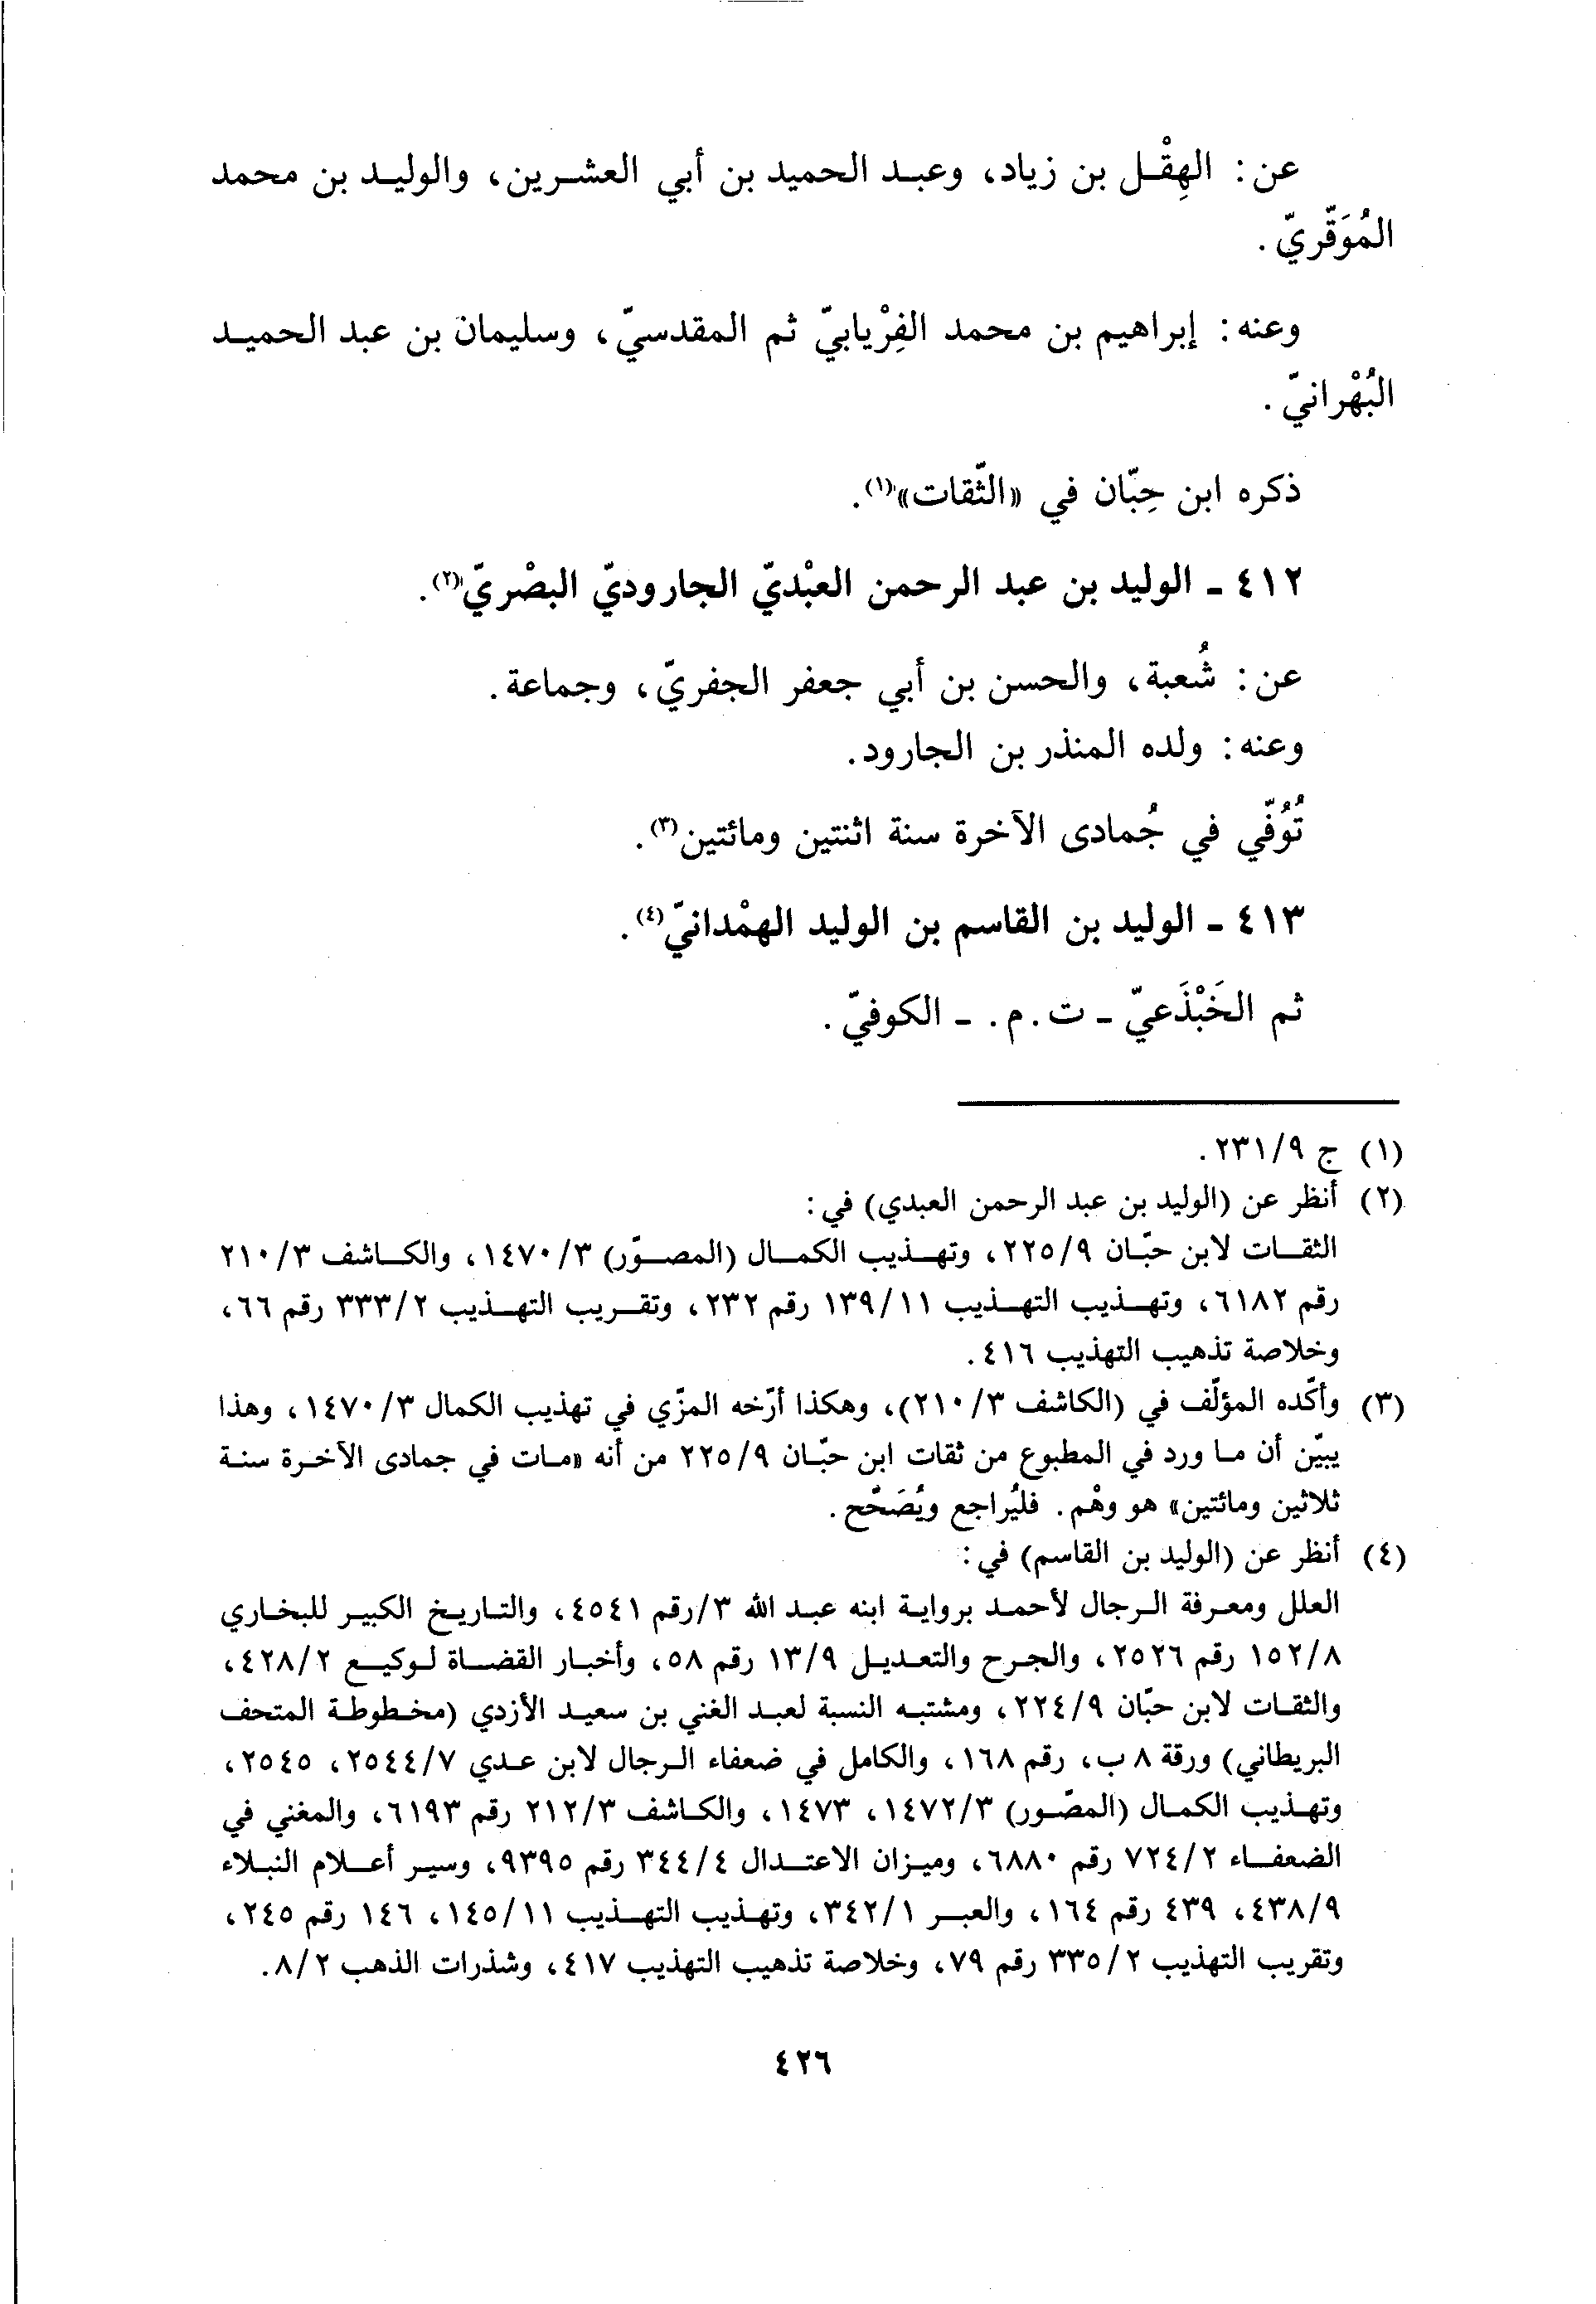 عن: الهِقْل بن زياد، وعبد الحميد بن أبي العشرين، والوليد بن محمد
المُوَقّريّ.
وعنه: إبراهيم بن محمد الفِرْيابيّ ثم المقدسيّ، وسليمان بن عبد الحميد
البُهْرانيّ.
ذكره ابن حِبّان في «الثّقات»(١).
٤١٢ - الوليد بن عبد الرحمن العبْديّ الجاروديّ البصْريّ(٢).
عن: شُعبة، والحسن بن أبي جعفر الجفريّ، وجماعة.
وعنه: ولده المنذر بن الجارود.
تُوُفّي في جُمادى الآخرة سنة اثنتين ومائتين(٣).
٤١٣ - الوليد بن القاسم بن الوليد الهمْدانيّ(٤).
ثم الخَبْذَعيّ - ت. م. - الكوفيّ.
(١) ج ٢٣١/٩.
(٢) أنظر عن (الوليد بن عبد الرحمن العبدي) في:
الثقات لابن حبّان ٢٢٥/٩، وتهذيب الكمال (المصوّر) ١٤٧٠/٣، والكاشف ٢١٠/٣
رقم ٦١٨٢، وتهذيب التهذيب ١٣٩/١١ رقم ٢٣٢، وتقريب التهذيب ٣٣٣/٢ رقم ٦٦،
وخلاصة تذهيب التهذيب ٤١٦.
(٣) وأكّده المؤلّف في (الكاشف ٢١٠/٣)، وهكذا أرّخه المزّي في تهذيب الكمال ١٤٧٠/٣، وهذا
يبيّن أن ما ورد في المطبوع من ثقات ابن حبّان ٢٢٥/٩ من أنه «مات في جمادى الآخرة سنة
ثلاثين ومائتين» هو وهْم. فليُراجع ويُصَحّح.
(٤) أنظر عن (الوليد بن القاسم) في:
العلل ومعرفة الرجال لأحمد برواية ابنه عبد الله ٣/رقم ٤٥٤١، والتاريخ الكبير للبخاري
١٥٢/٨ رقم ٢٥٢٦، والجرح والتعديل ١٣/٩ رقم ٥٨، وأخبار القضاة لوكيع ٤٢٨/٢،
والثقات لابن حبّان ٢٢٤/٩، ومشتبه النسبة لعبد الغني بن سعيد الأزدي (مخطوطة المتحف
البريطاني) ورقة ٨ ب، رقم ١٦٨، والكامل في ضعفاء الرجال لابن عدي ٢٥٤٤/٧، ٢٥٤٥،
وتهذيب الكمال (المصّور) ١٤٧٢/٣، ١٤٧٣، والكاشف ٢١٢/٣ رقم ٦١٩٣، والمغني في
الضعفاء ٧٢٤/٢ رقم ٦٨٨٠، وميزان الاعتدال ٣٤٤/٤ رقم ٩٣٩٥، وسير أعلام النبلاء
٤٣٨/٩، ٤٣٩ رقم ١٦٤، والعبر ٣٤٢/١، وتهذيب التهذيب ١٤٥/١١، ١٤٦ رقم ٢٤٥،
وتقريب التهذيب ٣٣٥/٢ رقم ٧٩، وخلاصة تذهيب التهذيب ٤١٧، وشذرات الذهب ٨/٢.
٤٢٦